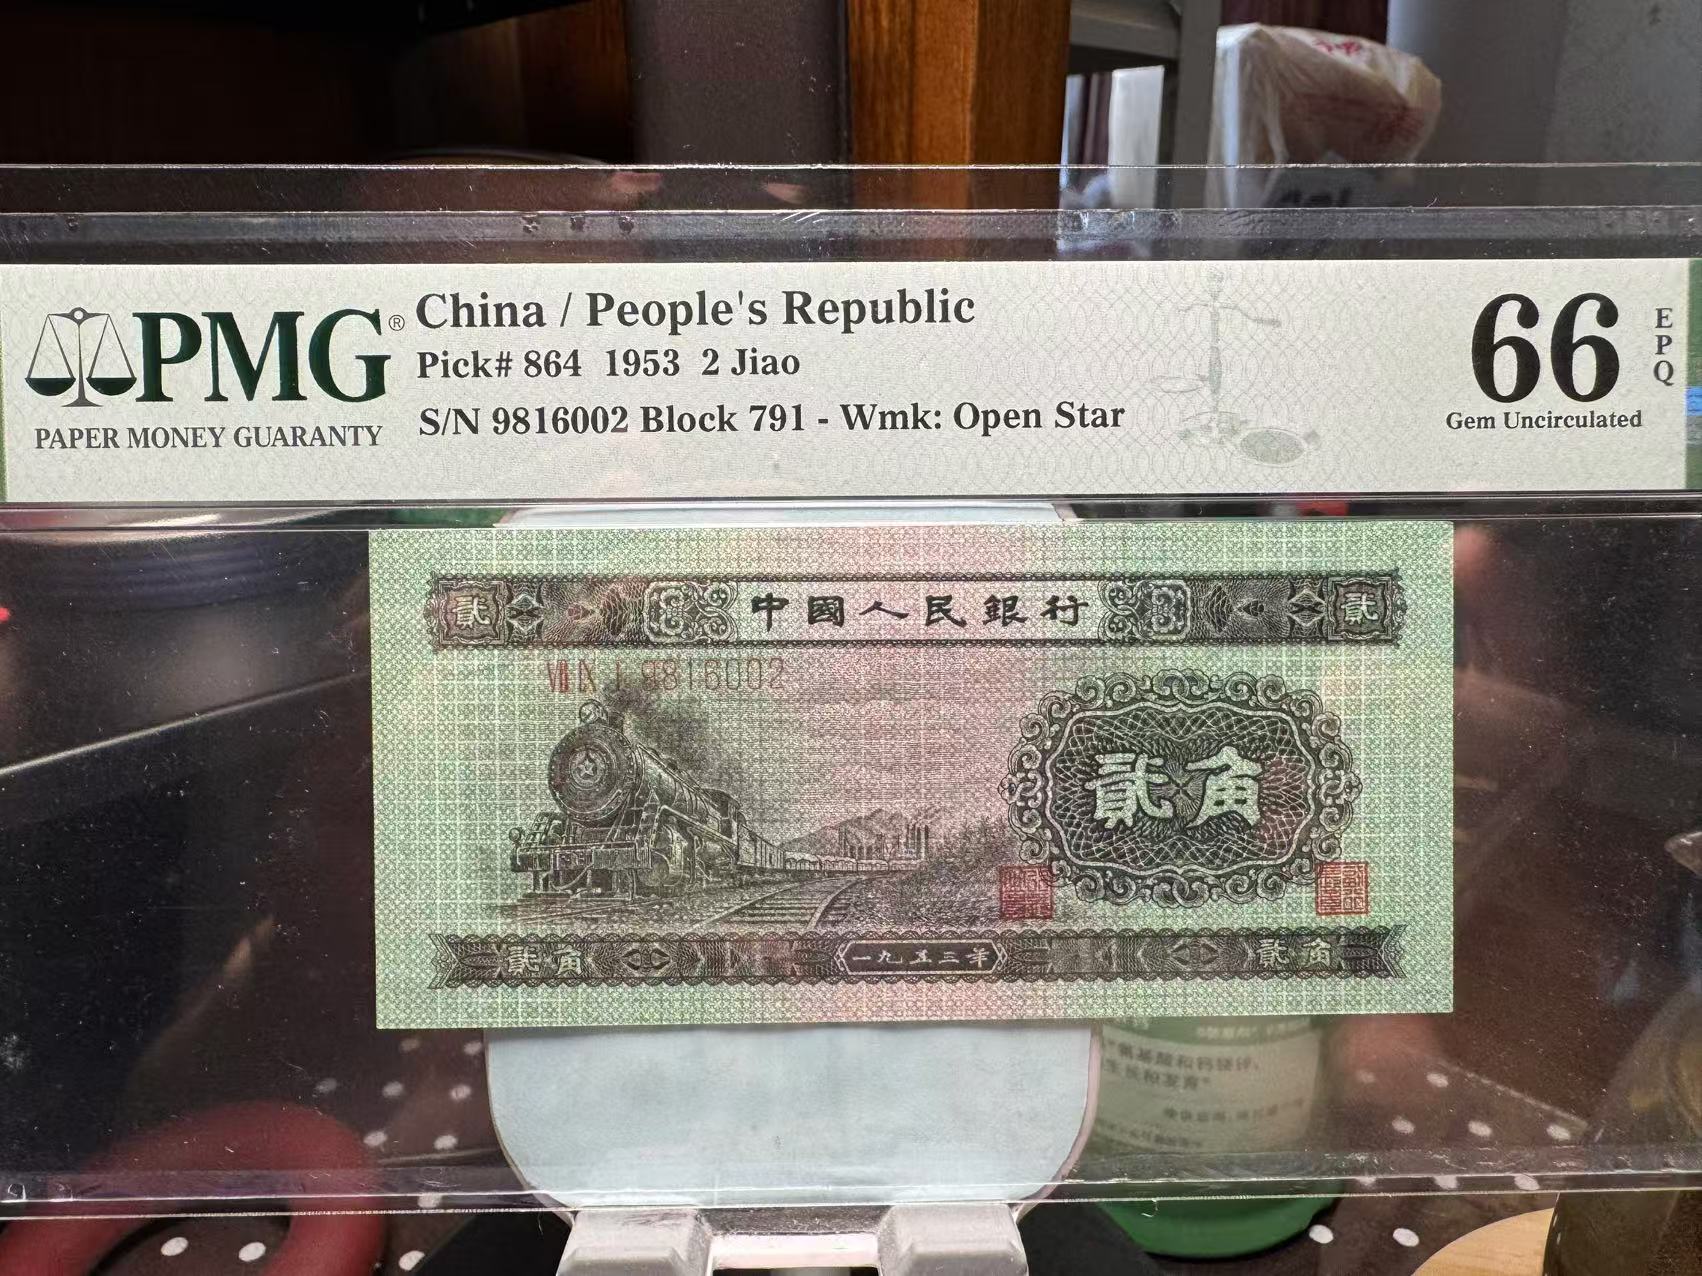 PMG®
PAPER MONEY GUARANTY
China / People's Republic
Pick# 864 1953 2 Jiao
S/N 9816002 Block 791 - Wmk: Open Star
66
EPQ
Gem Uncirculated
貳 中國人民銀行 貳
VII IX I 9816002
貳角
貳角 一九五三年 貳角